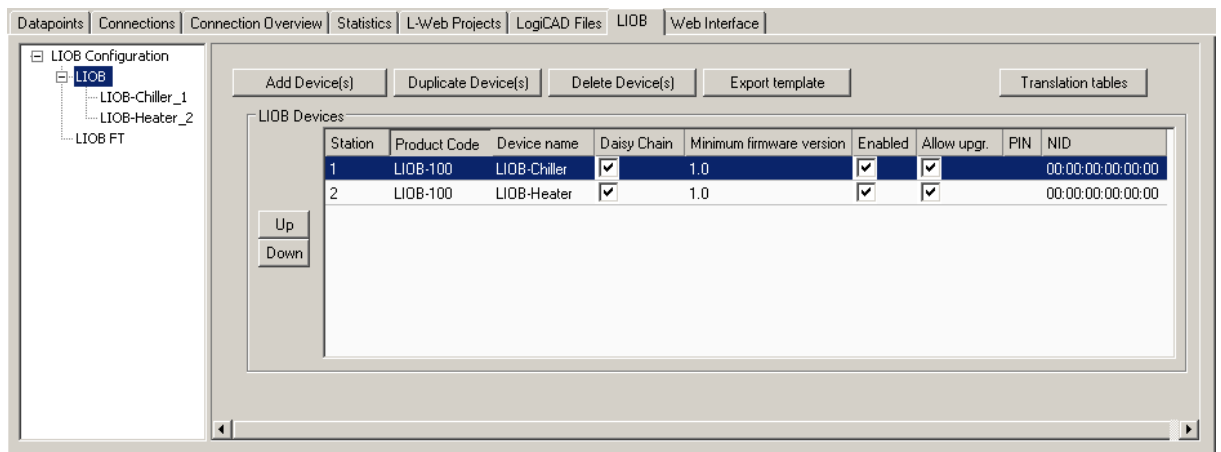 Datapoints Connections Connection Overview Statistics L-Web Projects LogiCAD Files LIOB Web Interface
LIOB Configuration
LIOB
LIOB-Chiller_1
LIOB-Heater_2
LIOB FT
Add Device(s) Duplicate Device(s) Delete Device(s) Export template Translation tables
LIOB Devices
Station Product Code Device name Daisy Chain Minimum firmware version Enabled Allow upgr. PIN NID
1 LIOB-100 LIOB-Chiller 1.0 00:00:00:00:00:00
2 LIOB-100 LIOB-Heater 1.0 00:00:00:00:00:00
Up
Down